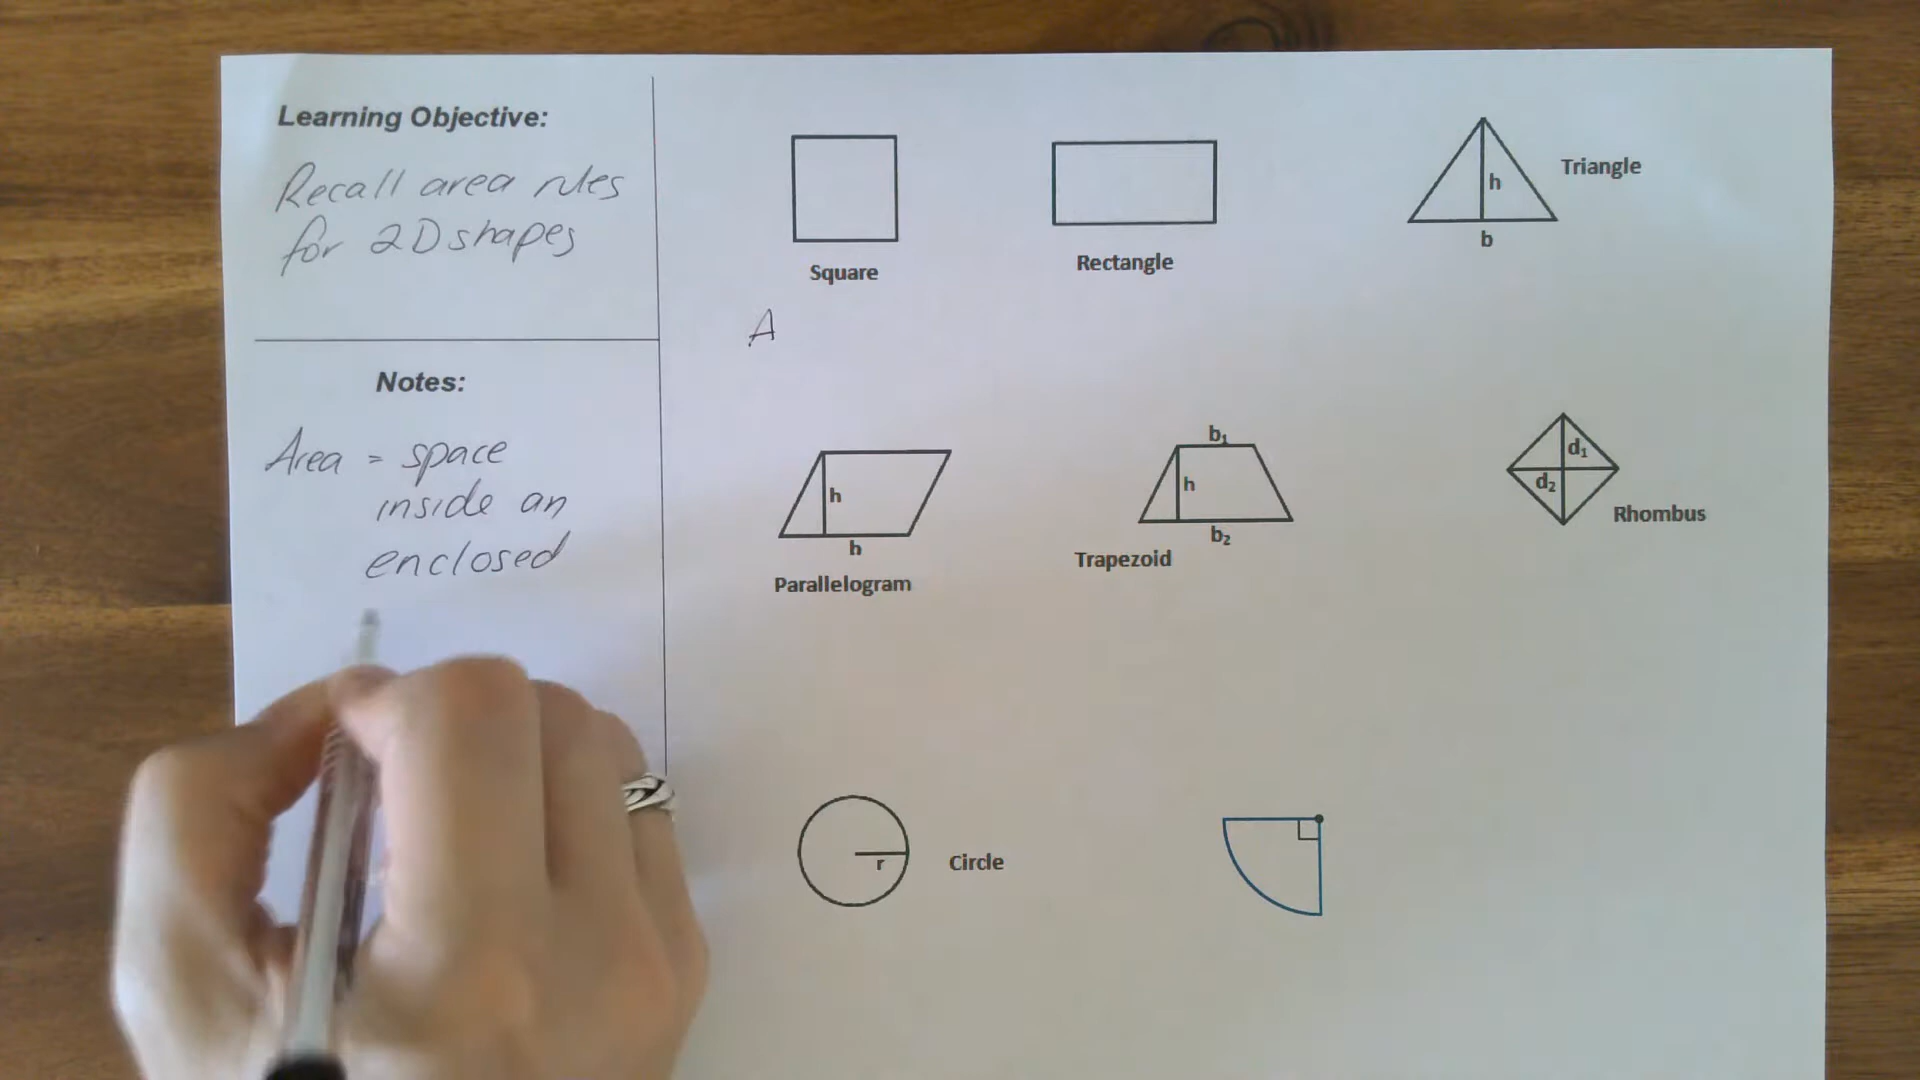 Learning Objective:
Recall area rules
for 2D shapes
Notes:
Area = space
inside an
enclosed
Square
Rectangle
h
b
Triangle
A
h
h
Parallelogram
b₁
h
b₂
Trapezoid
d₁
d₂
Rhombus
r
Circle